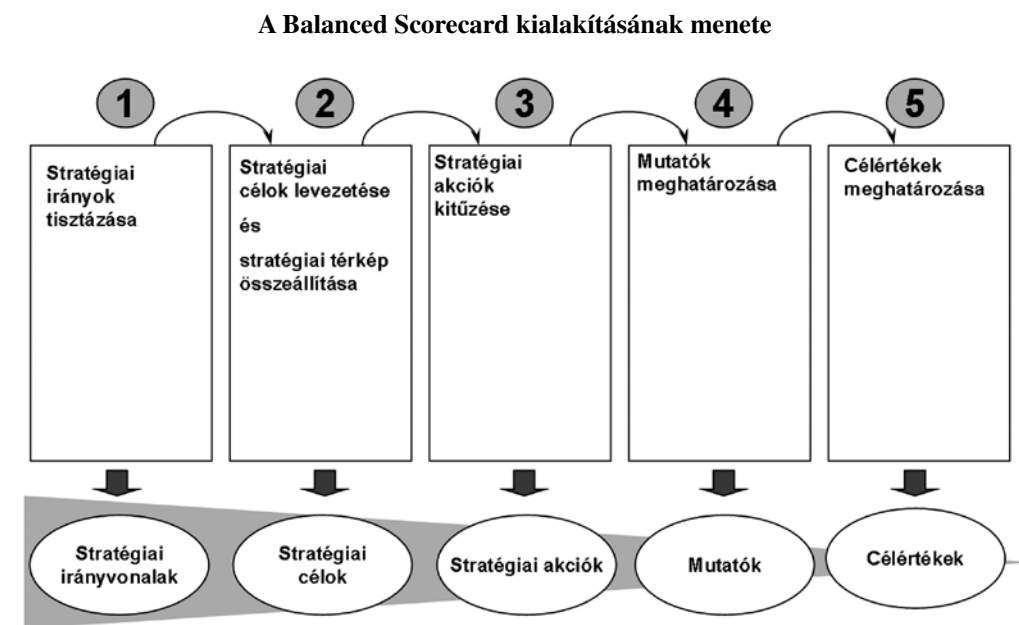 A Balanced Scorecard kialakításának menete
1
2
3
4
5
Stratégiai
irányok
tisztázása
Stratégiai
célok levezetése
és
stratégiai térkép
összeállítása
Stratégiai
akciók
kitűzése
Mutatók
meghatározása
Célértékek
meghatározása
Stratégiai
irányvonalak
Stratégiai
célok
Stratégiai akciók
Mutatók
Célértékek